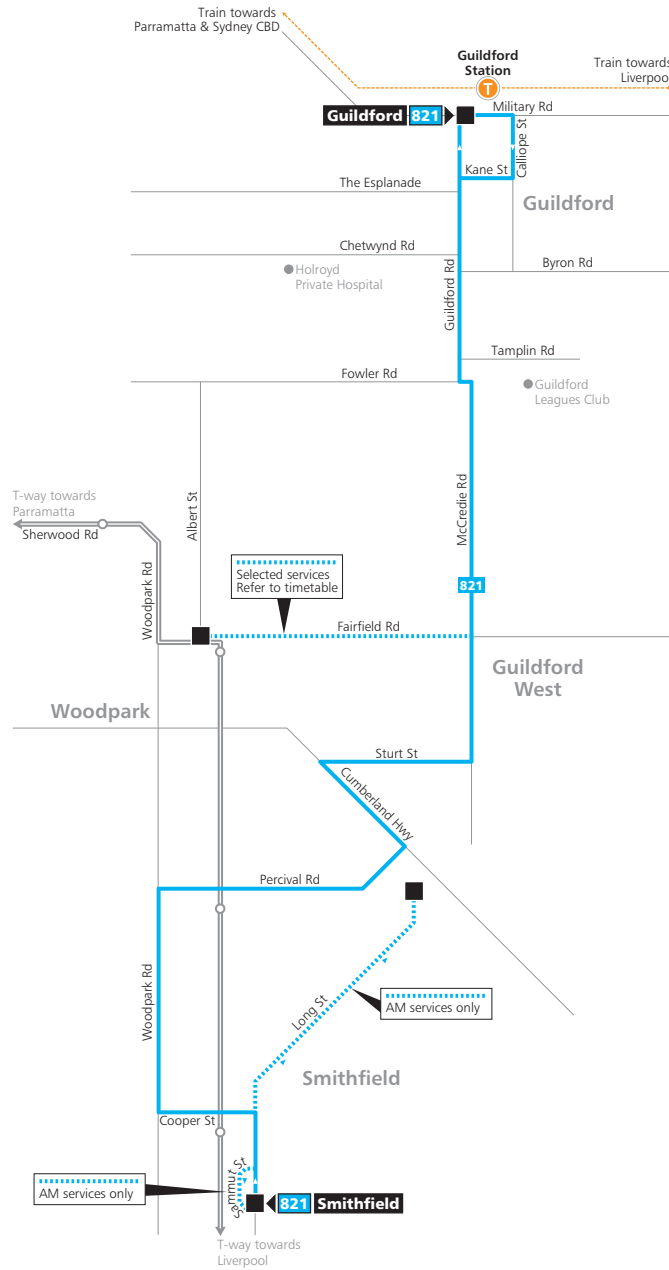 Train towards
Parramatta & Sydney CBD
Guildford
Station
T
Train towards
Liverpool
Guildford 821
Military Rd
Calliope St
Kane St
The Esplanade
Guildford
Chetwynd Rd
Guildford Rd
Byron Rd
Holroyd
Private Hospital
Tamplin Rd
Fowler Rd
Guildford
Leagues Club
T-way towards
Parramatta
Sherwood Rd
Albert St
McCredie Rd
Woodpark Rd
Selected services
Refer to timetable
821
Fairfield Rd
Guildford
West
Woodpark
Sturt St
Cumberland Hwy
Percival Rd
Woodpark Rd
Long St
AM services only
Smithfield
Cooper St
Sammut St
AM services only
821 Smithfield
T-way towards
Liverpool